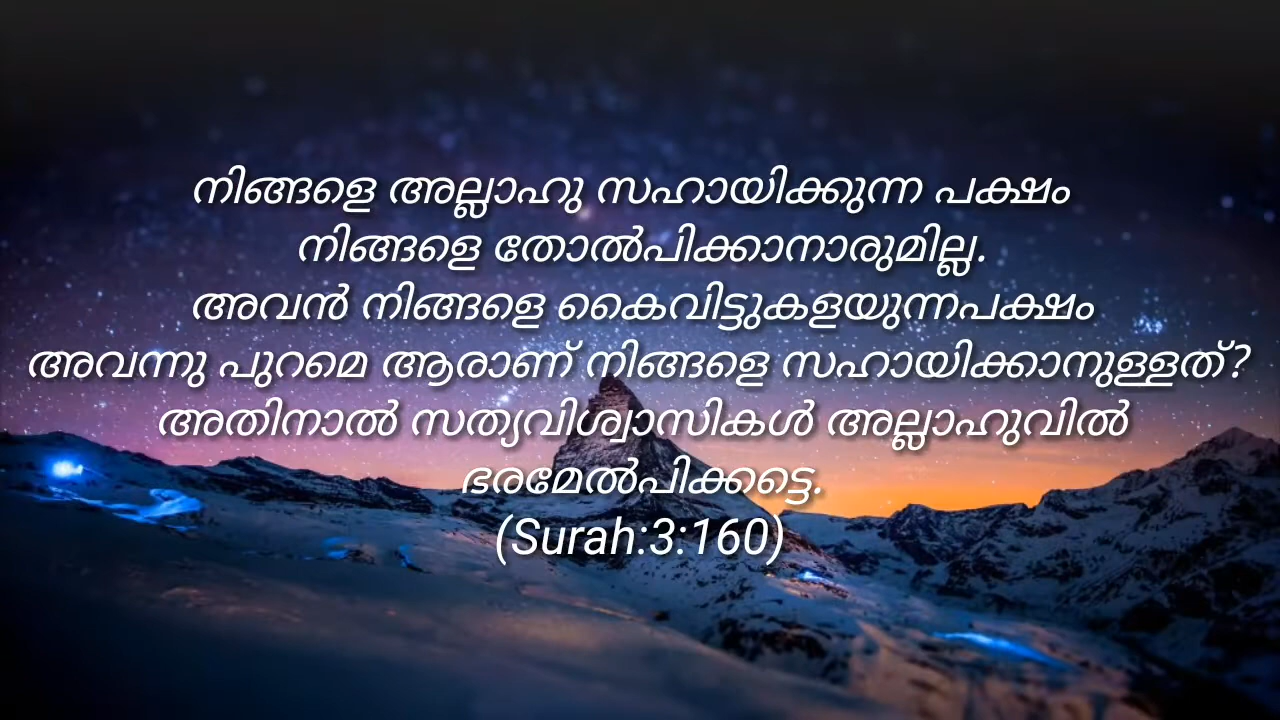 നിങ്ങളെ അല്ലാഹു സഹായിക്കുന്ന പക്ഷം
നിങ്ങളെ തോൽപിക്കാനാരുമില്ല.
അവൻ നിങ്ങളെ കൈവിട്ടുകളയുന്നപക്ഷം
അവന്നു പുറമെ ആരാണ് നിങ്ങളെ സഹായിക്കാനുള്ളത്?
അതിനാൽ സത്യവിശ്വാസികൾ അല്ലാഹുവിൽ
ഭരമേൽപിക്കട്ടെ.
(Surah:3:160)